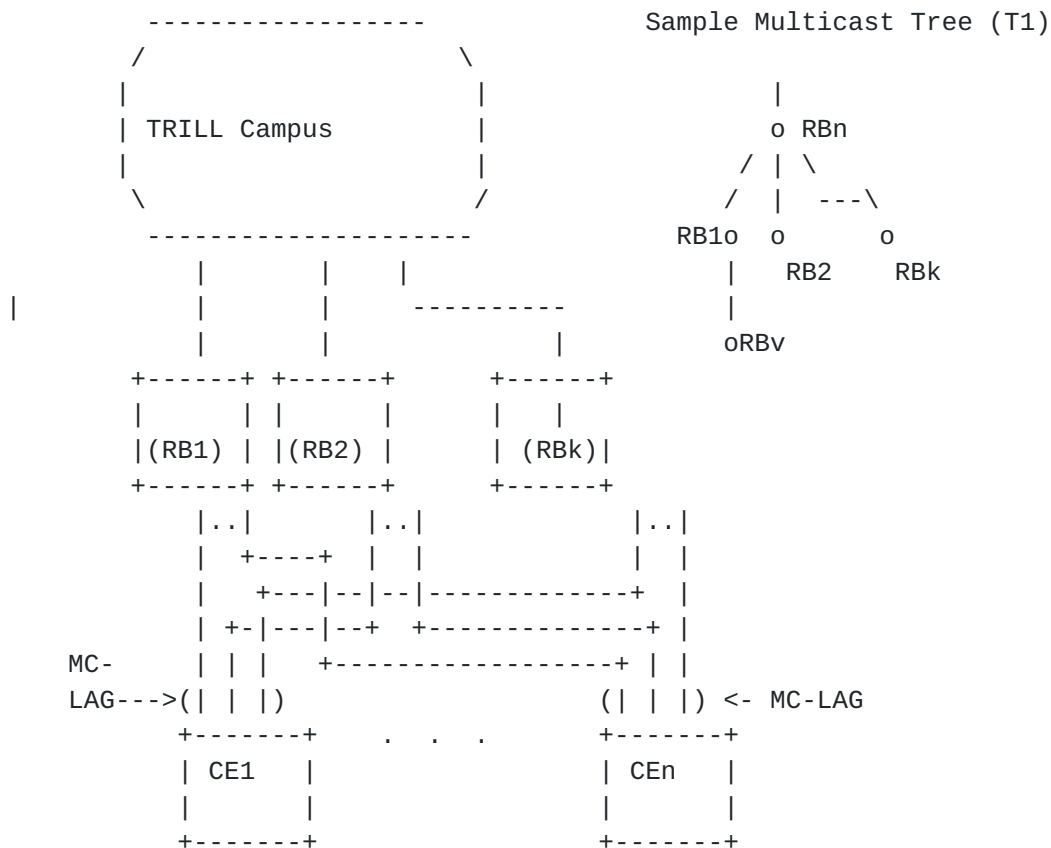 Sample Multicast Tree (T1)
TRILL Campus
o RBn
RB1o o o
RB2 RBk
oRBv
(RB1) (RB2) (RBk)
MC-
LAG--->(| | |) (| | |) <- MC-LAG
. . .
CE1 CEn